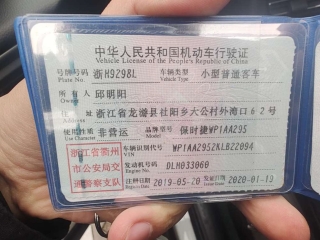 中华人民共和国机动车行驶证
Vehicle License of the People's Republic of China
号牌号码 浙H9298L 车辆类型 小型普通客车
Plate No. Vehicle Type
所有人 邱明阳
Owner
住址 浙江省龙游县社阳乡大公村外湾口62号
Address
使用性质 非营运 品牌型号 保时捷WP1AA295
Use Character Model
浙江省衢州
市公安局交
通警察支队
车辆识别代号 WP1AA2952KLB22094
VIN
发动机号码 DLH033060
Engine No.
注册日期 2019-05-20 发证日期 2020-01-19
Register Date Issue Date